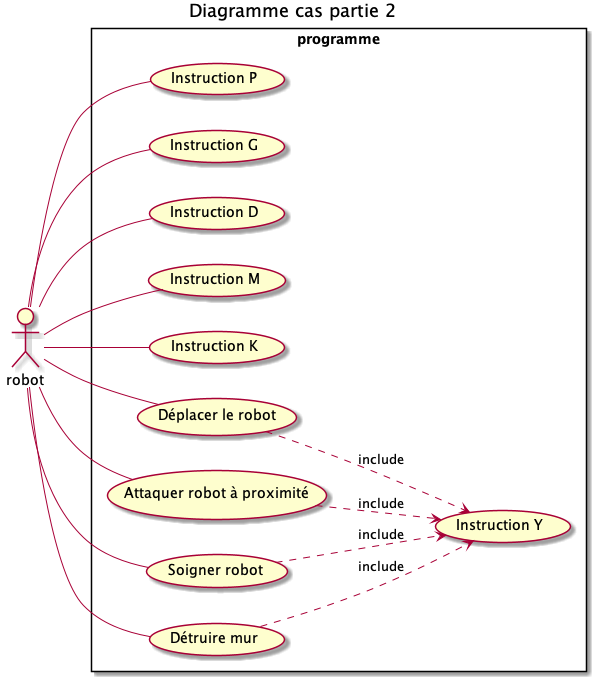 Diagramme cas partie 2
programme
Instruction P
Instruction G
Instruction D
Instruction M
Instruction K
robot
Déplacer le robot
include
Attaquer robot à proximité
include
Instruction Y
include
Soigner robot
include
Détruire mur